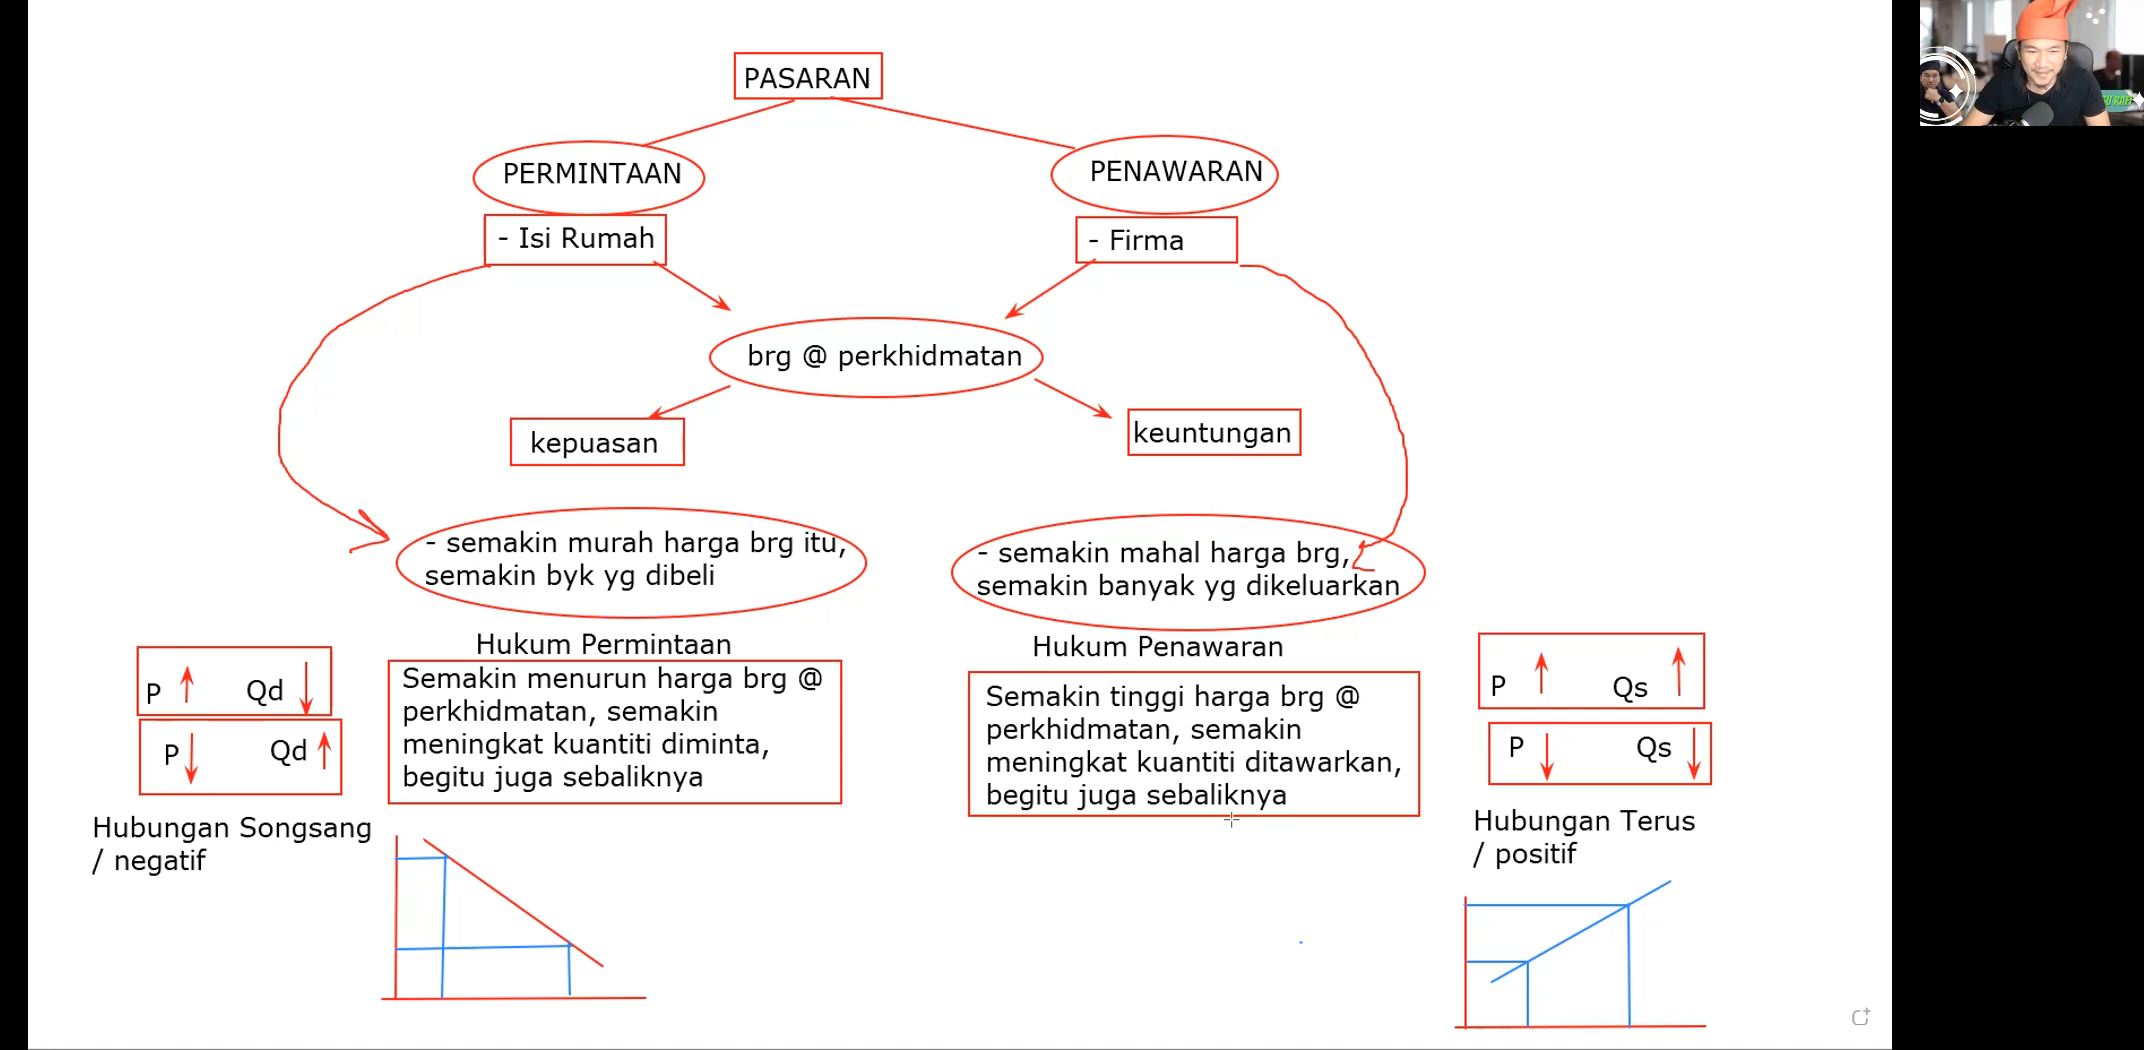 PASARAN
PERMINTAAN
PENAWARAN
- Isi Rumah
- Firma
brg @ perkhidmatan
kepuasan
keuntungan
- semakin murah harga brg itu,
semakin byk yg dibeli
- semakin mahal harga brg,
semakin banyak yg dikeluarkan
Hukum Permintaan
Semakin menurun harga brg @
perkhidmatan, semakin
meningkat kuantiti diminta,
begitu juga sebaliknya
Hukum Penawaran
Semakin tinggi harga brg @
perkhidmatan, semakin
meningkat kuantiti ditawarkan,
begitu juga sebaliknya
P Qd
P Qd
Hubungan Songsang
/ negatif
P Qs
P Qs
Hubungan Terus
/ positif